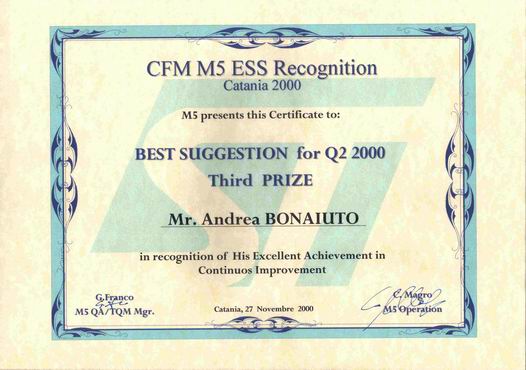 CFM M5 ESS Recognition
Catania 2000
M5 presents this Certificate to:
BEST SUGGESTION for Q2 2000
Third PRIZE
Mr. Andrea BONAIUTO
in recognition of His Excellent Achievement in
Continuos Improvement
G.Franco
M5 QA/TQM Mgr.
Catania, 27 Novembre 2000
C. Magro
M5 Operation